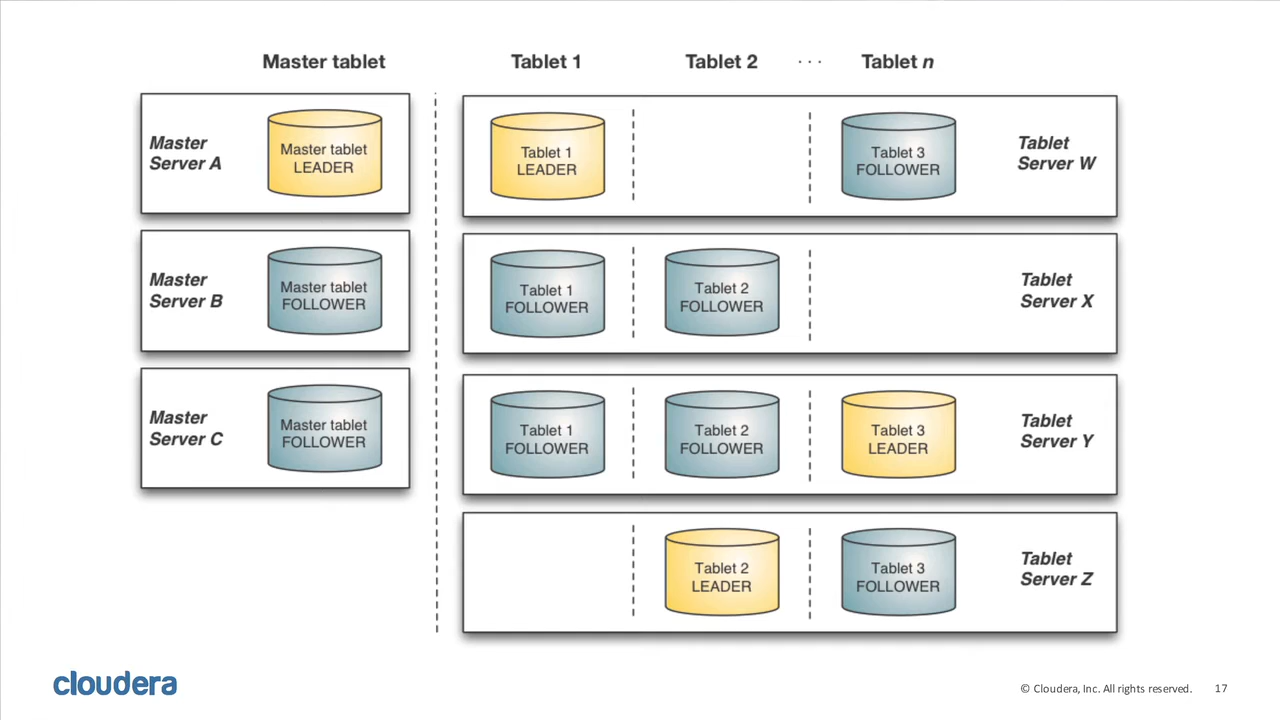 Master tablet
Tablet 1
Tablet 2
· · ·
Tablet n
Master
Server A
Master tablet
LEADER
Tablet 1
LEADER
Tablet 3
FOLLOWER
Tablet
Server W
Master
Server B
Master tablet
FOLLOWER
Tablet 1
FOLLOWER
Tablet 2
FOLLOWER
Tablet
Server X
Master
Server C
Master tablet
FOLLOWER
Tablet 1
FOLLOWER
Tablet 2
FOLLOWER
Tablet 3
LEADER
Tablet
Server Y
Tablet 2
LEADER
Tablet 3
FOLLOWER
Tablet
Server Z
cloudera
© Cloudera, Inc. All rights reserved.
17